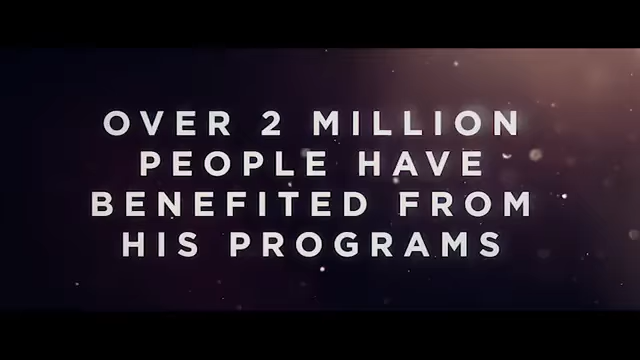 OVER 2 MILLION
PEOPLE HAVE
BENEFITED FROM
HIS PROGRAMS